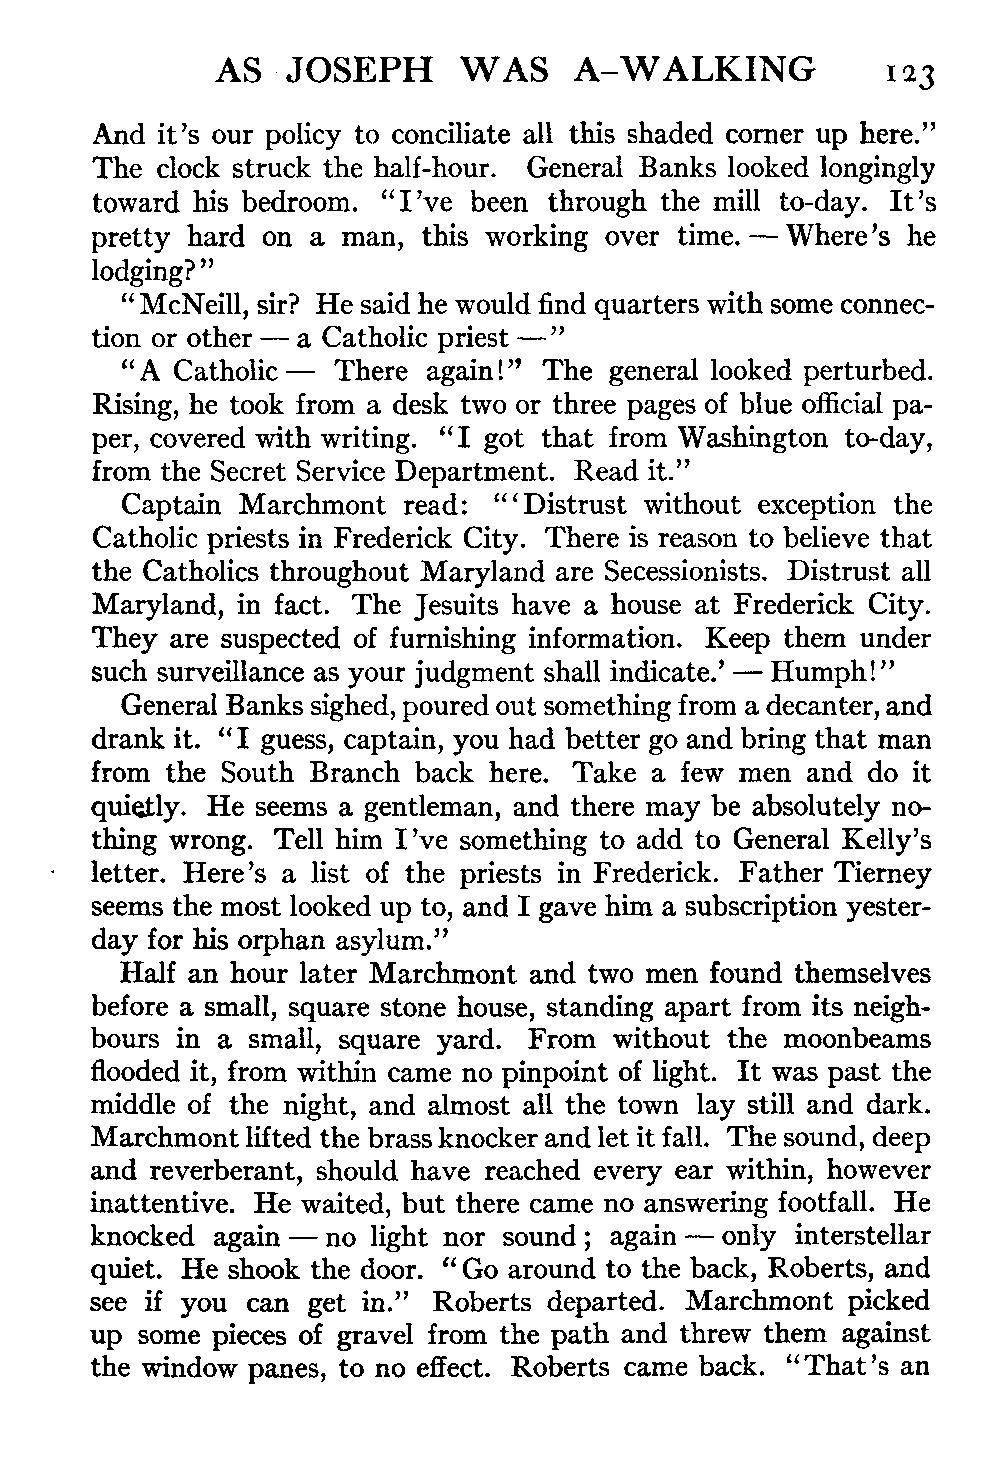 AS JOSEPH WAS A-WALKING 123
And it's our policy to conciliate all this shaded corner up here."
The clock struck the half-hour. General Banks looked longingly
toward his bedroom. "I've been through the mill to-day. It's
pretty hard on a man, this working over time. — Where's he
lodging?"
"McNeill, sir? He said he would find quarters with some connec-
tion or other — a Catholic priest —"
"A Catholic — There again!" The general looked perturbed.
Rising, he took from a desk two or three pages of blue official pa-
per, covered with writing. "I got that from Washington to-day,
from the Secret Service Department. Read it."
Captain Marchmont read: "'Distrust without exception the
Catholic priests in Frederick City. There is reason to believe that
the Catholics throughout Maryland are Secessionists. Distrust all
Maryland, in fact. The Jesuits have a house at Frederick City.
They are suspected of furnishing information. Keep them under
such surveillance as your judgment shall indicate.' — Humph!"
General Banks sighed, poured out something from a decanter, and
drank it. "I guess, captain, you had better go and bring that man
from the South Branch back here. Take a few men and do it
quietly. He seems a gentleman, and there may be absolutely no-
thing wrong. Tell him I've something to add to General Kelly's
letter. Here's a list of the priests in Frederick. Father Tierney
seems the most looked up to, and I gave him a subscription yester-
day for his orphan asylum."
Half an hour later Marchmont and two men found themselves
before a small, square stone house, standing apart from its neigh-
bours in a small, square yard. From without the moonbeams
flooded it, from within came no pinpoint of light. It was past the
middle of the night, and almost all the town lay still and dark.
Marchmont lifted the brass knocker and let it fall. The sound, deep
and reverberant, should have reached every ear within, however
inattentive. He waited, but there came no answering footfall. He
knocked again — no light nor sound; again — only interstellar
quiet. He shook the door. "Go around to the back, Roberts, and
see if you can get in." Roberts departed. Marchmont picked
up some pieces of gravel from the path and threw them against
the window panes, to no effect. Roberts came back. "That's an